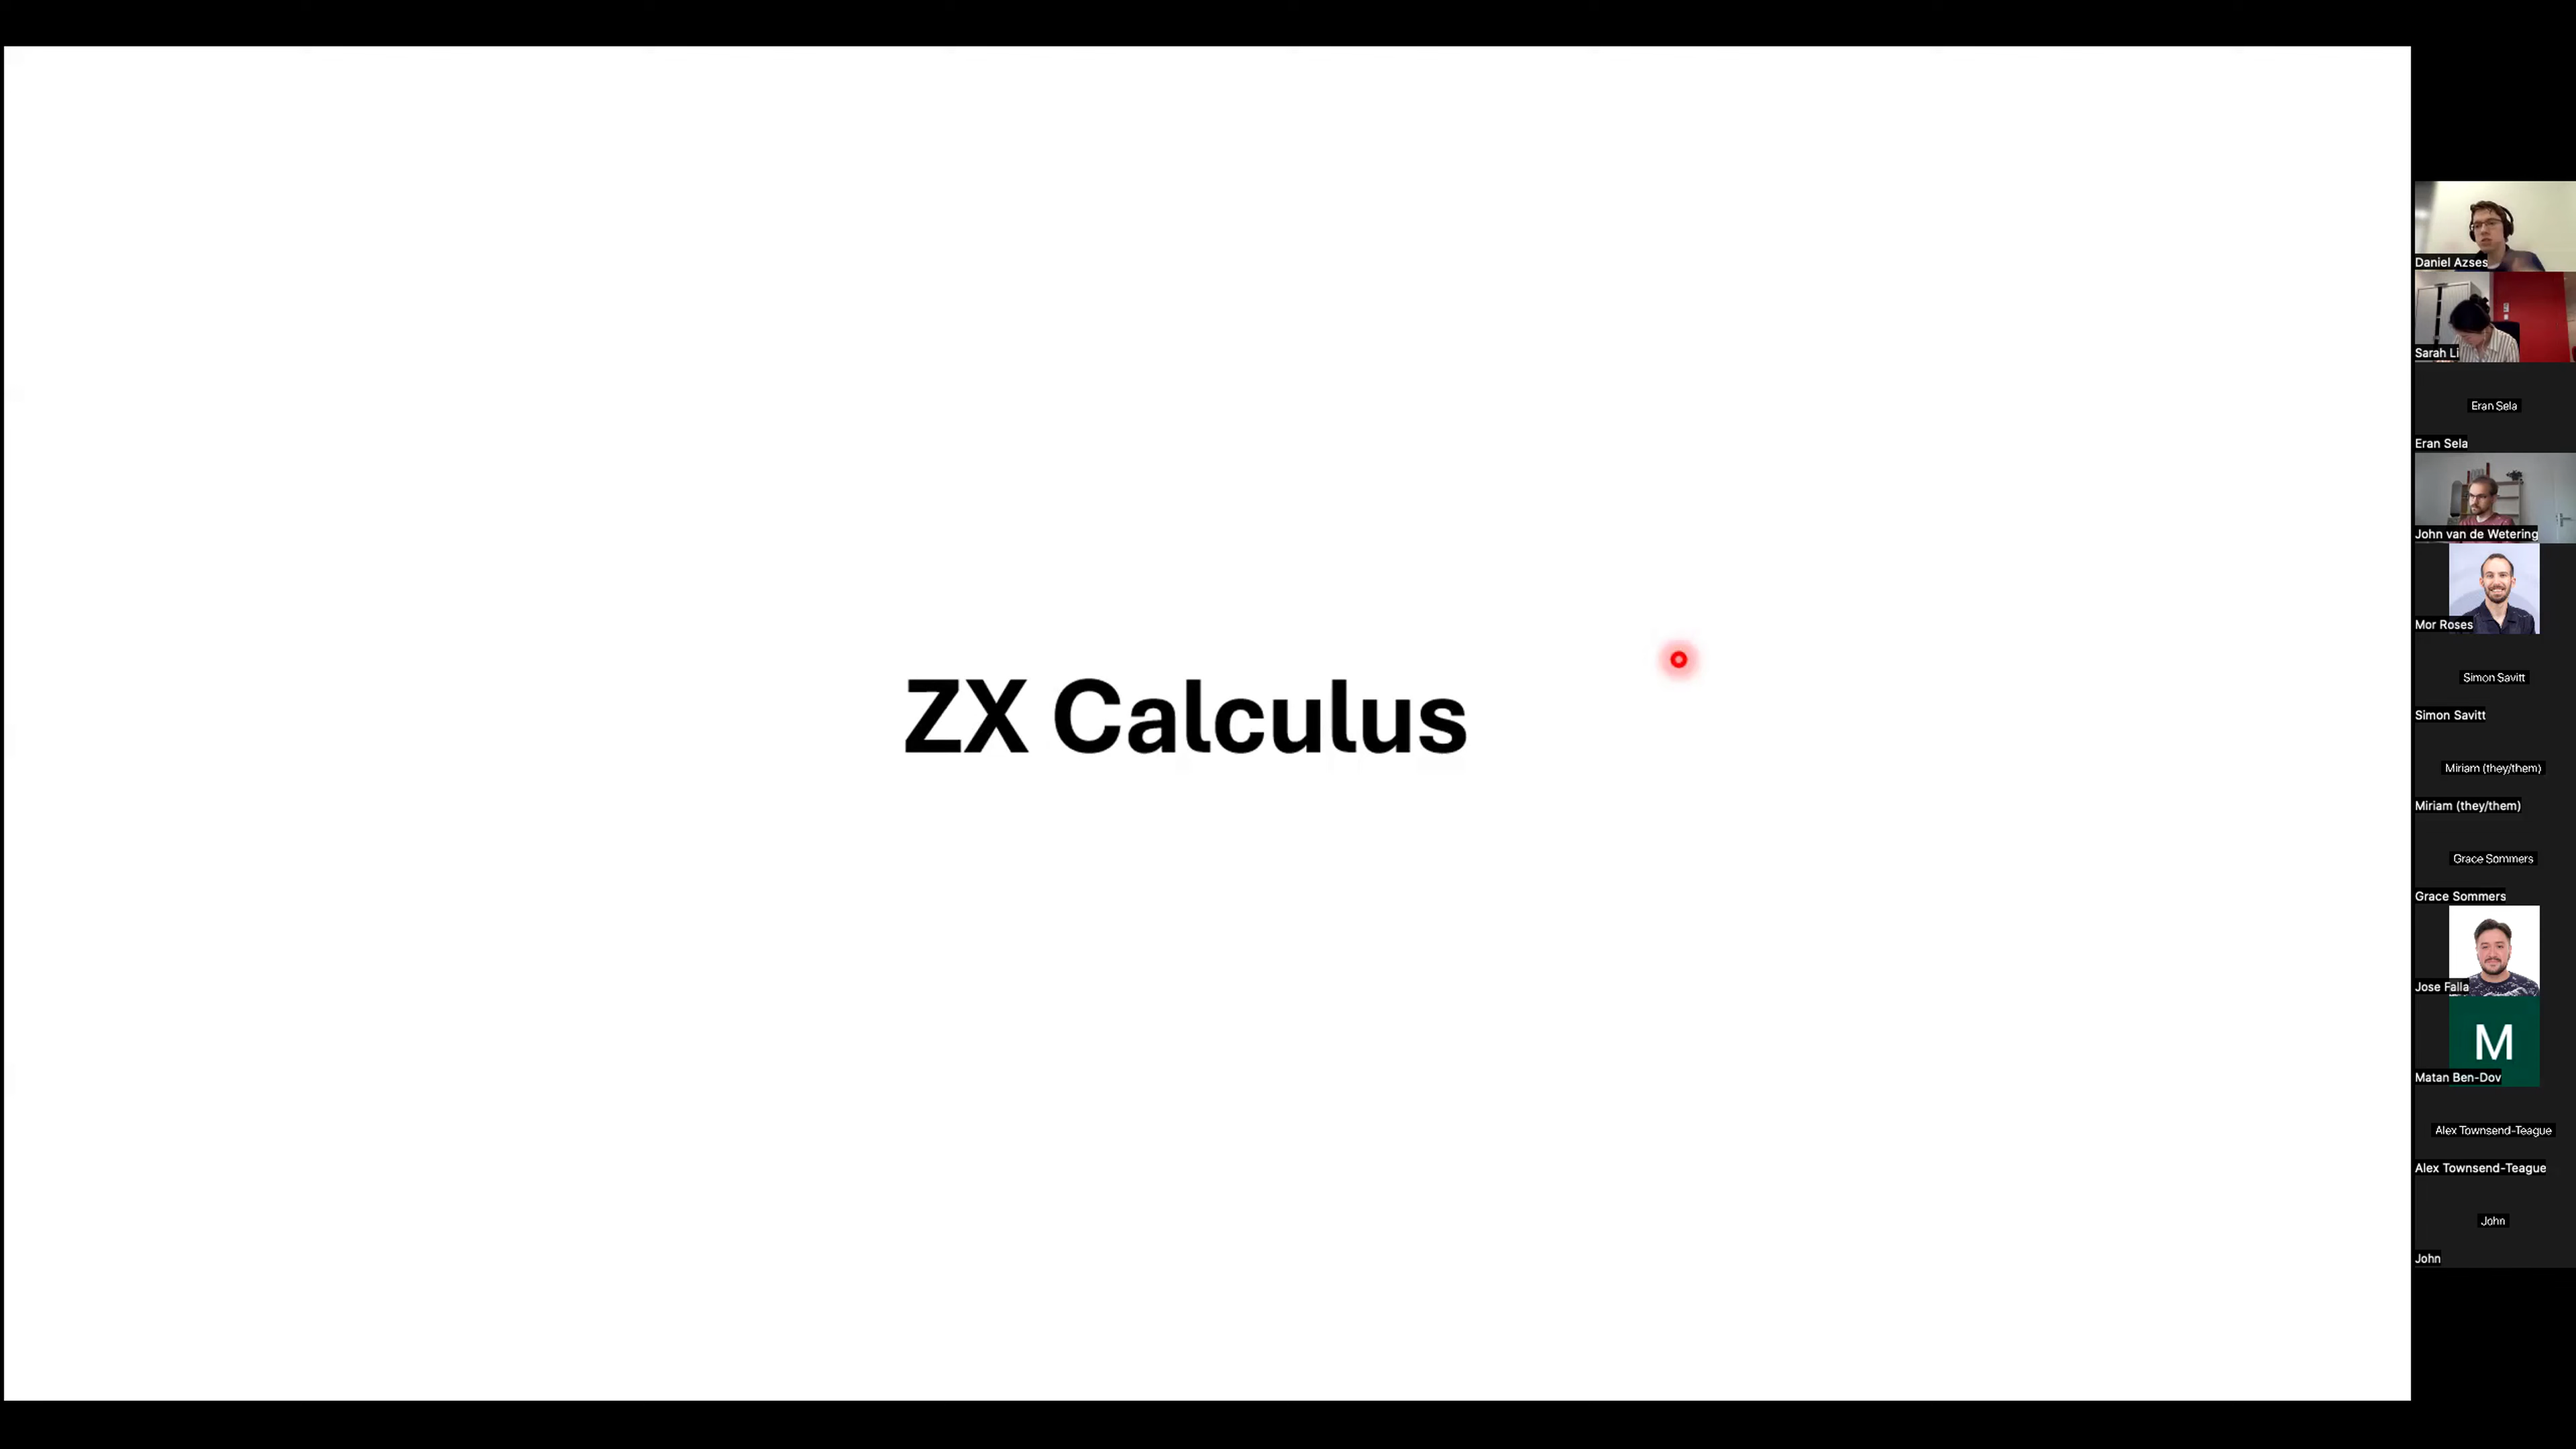 ZX Calculus
Daniel Azses
Sarah Li
Eran Sela
Eran Sela
John van de Wetering
Mor Roses
Simon Savitt
Simon Savitt
Miriam (they/them)
Miriam (they/them)
Grace Sommers
Grace Sommers
Jose Falla
M
Matan Ben-Dov
Alex Townsend-Teague
Alex Townsend-Teague
John
John